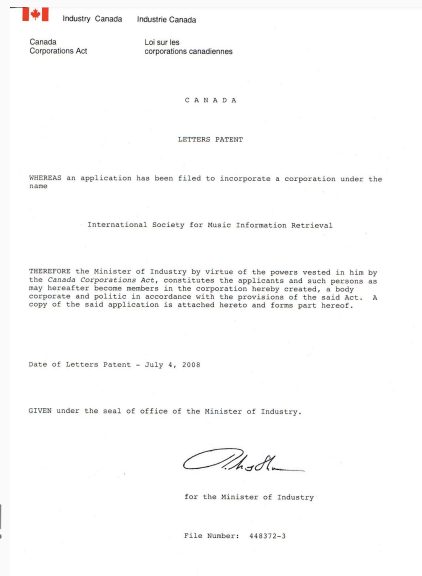 Industry Canada Industrie Canada
Canada Loi sur les
Corporations Act corporations canadiennes
C A N A D A
LETTERS PATENT
WHEREAS an application has been filed to incorporate a corporation under the
name
International Society for Music Information Retrieval
THEREFORE the Minister of Industry by virtue of the powers vested in him by
the Canada Corporations Act, constitutes the applicants and such persons as
may hereafter become members in the corporation hereby created, a body
corporate and politic in accordance with the provisions of the said Act. A
copy of the said application is attached hereto and forms part hereof.
Date of Letters Patent - July 4, 2008
GIVEN under the seal of office of the Minister of Industry.
for the Minister of Industry
File Number: 448372-3